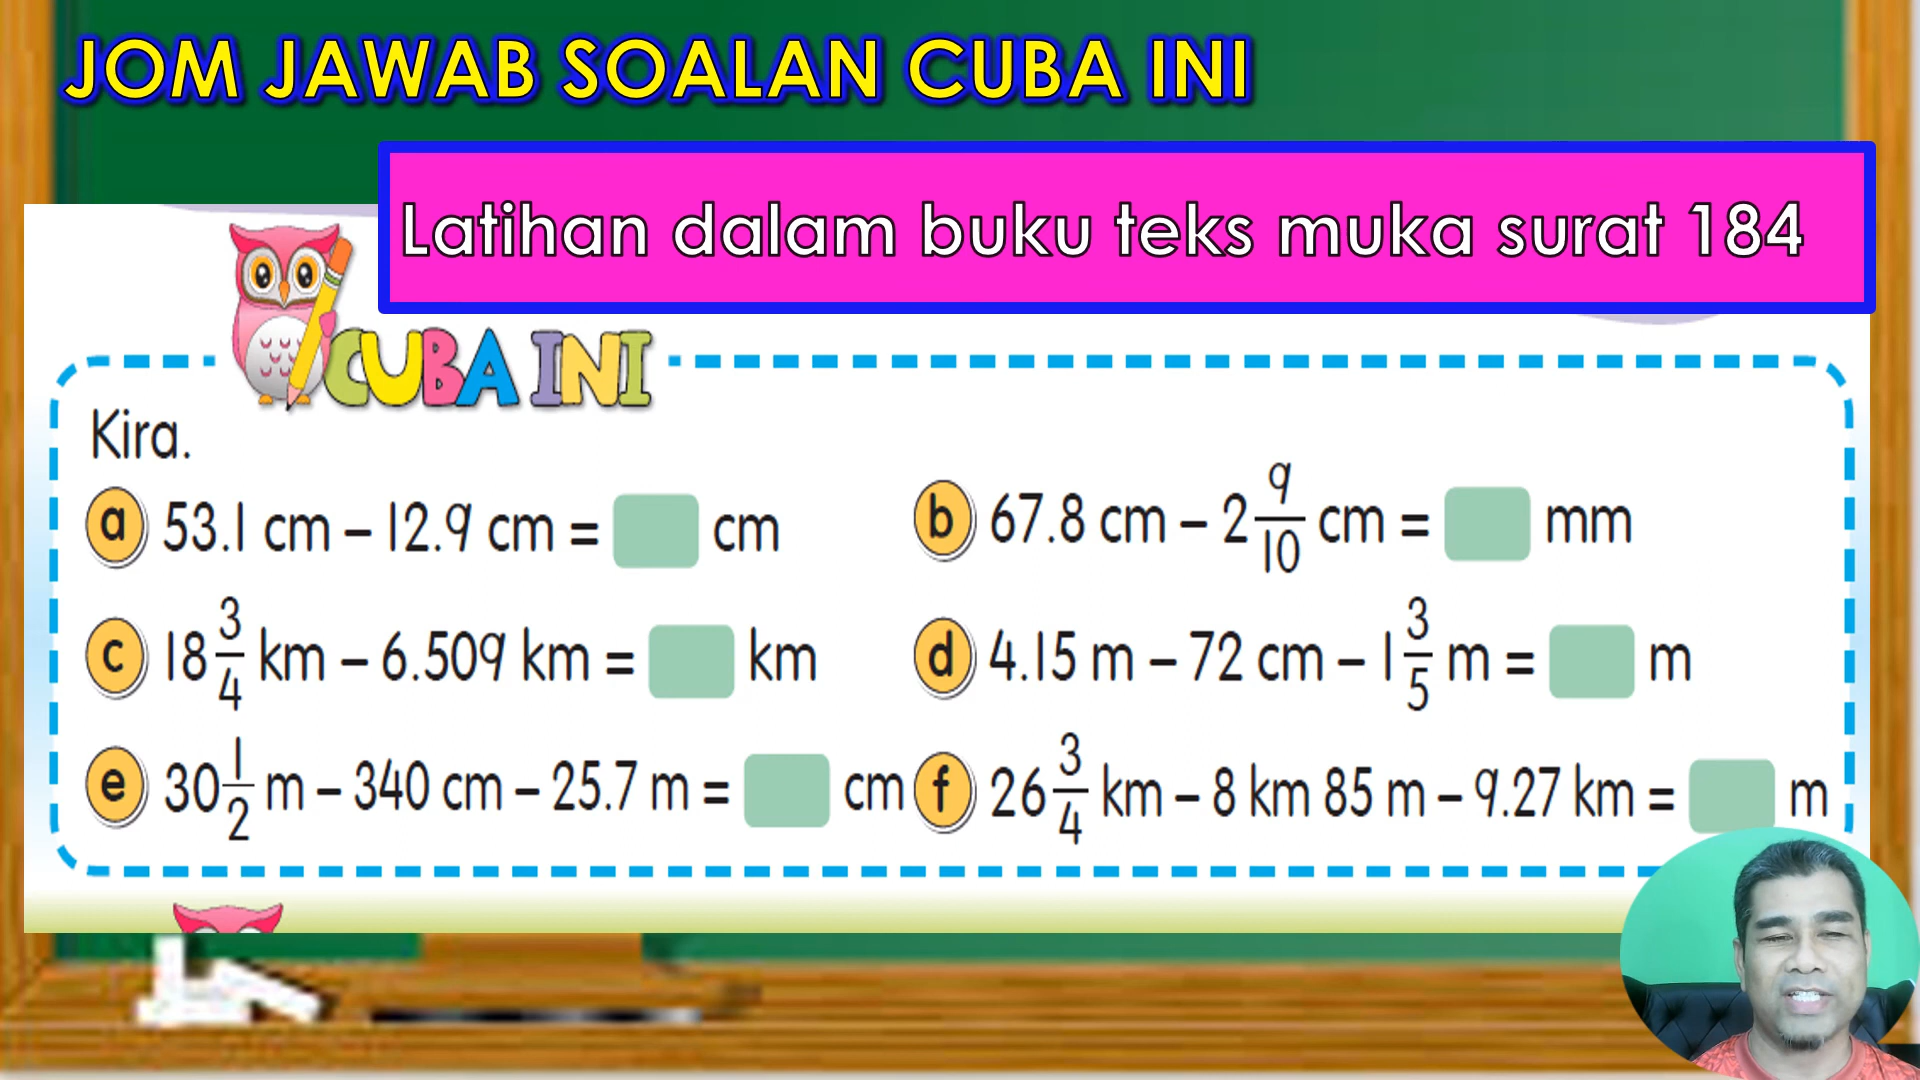 JOM JAWAB SOALAN CUBA INI
Latihan dalam buku teks muka surat 184
CUBA INI
Kira.
a 53.1 cm – 12.9 cm = cm
b 67.8 cm – 2 9/10 cm = mm
c 18 3/4 km – 6.509 km = km
d 4.15 m – 72 cm – 1 3/5 m = m
e 30 1/2 m – 340 cm – 25.7 m = cm
f 26 3/4 km – 8 km 85 m – 9.27 km = m